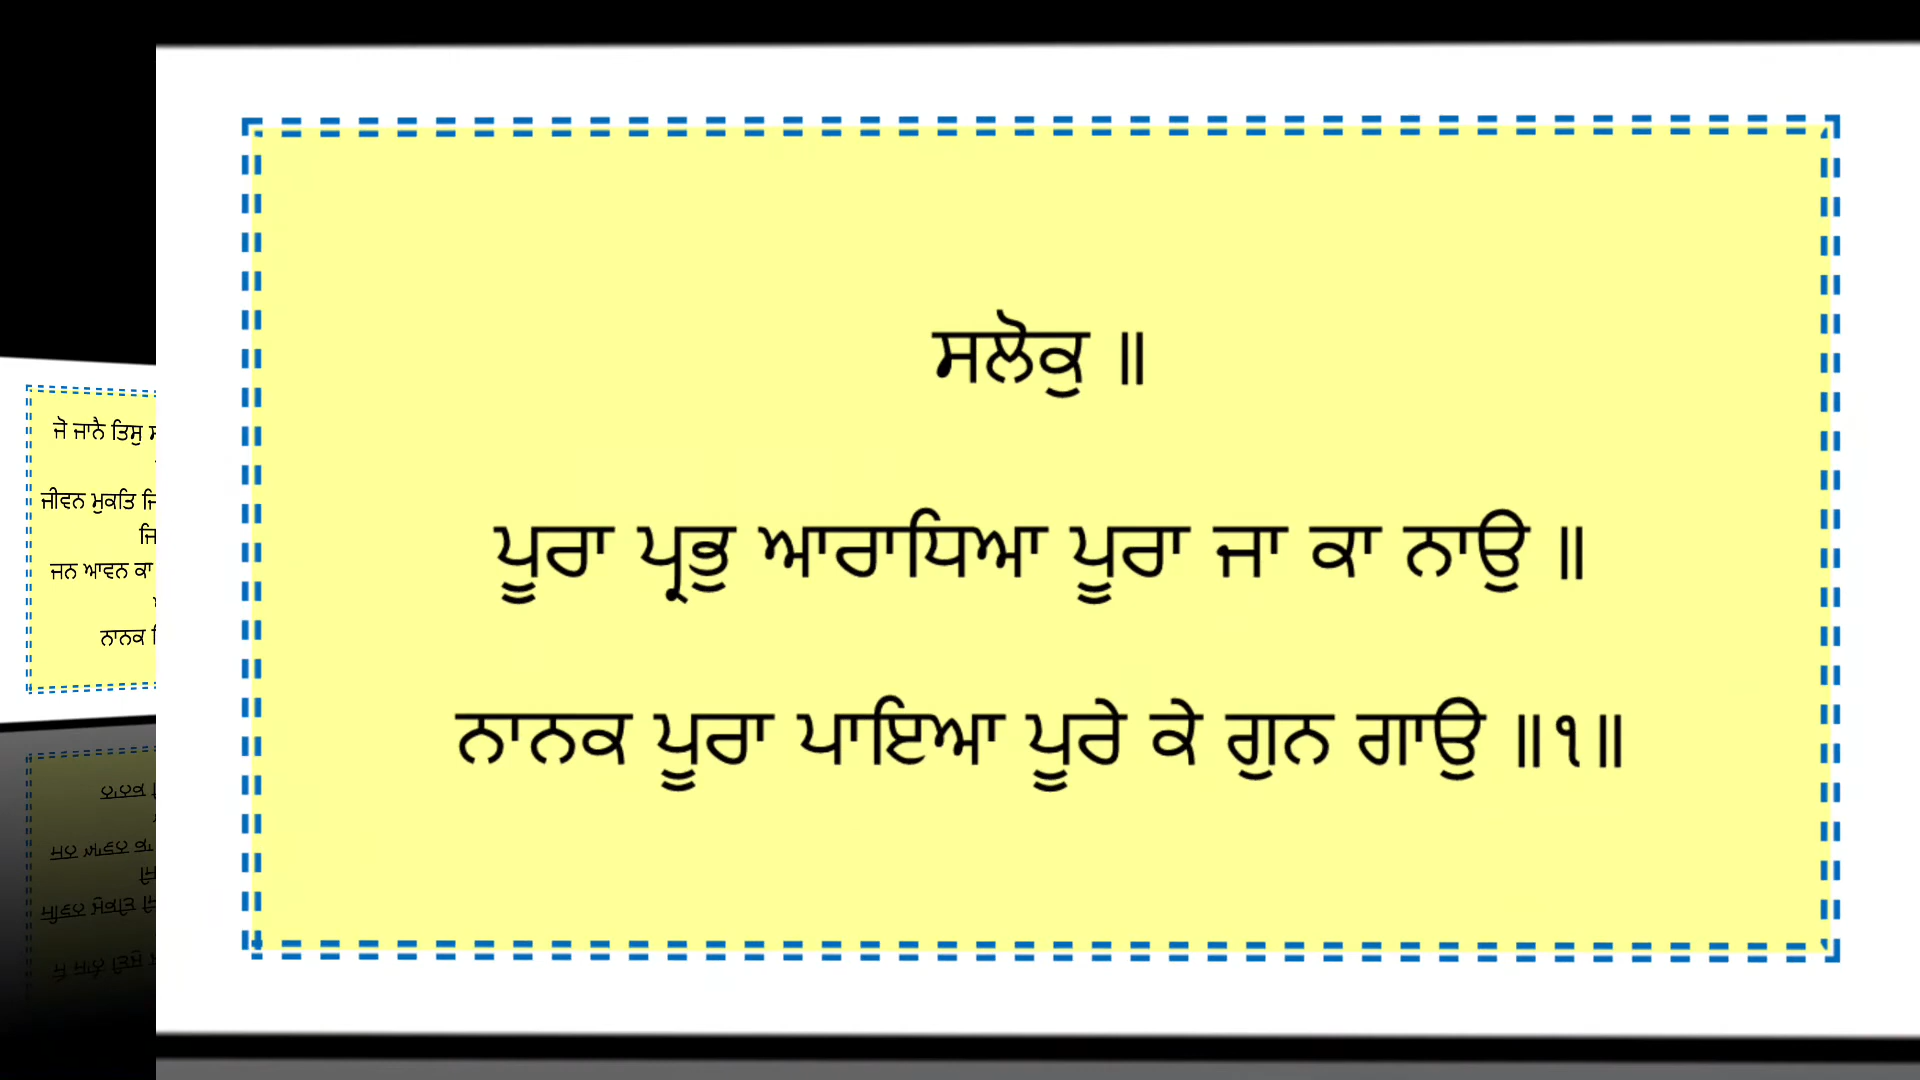 ਸਲੋਕੁ ॥
ਪੂਰਾ ਪ੍ਰਭੁ ਆਰਾਧਿਆ ਪੂਰਾ ਜਾ ਕਾ ਨਾਉ ॥
ਨਾਨਕ ਪੂਰਾ ਪਾਇਆ ਪੂਰੇ ਕੇ ਗੁਨ ਗਾਉ ॥੧॥
ਜੋ ਜਾਨੈ ਤਿਸੁ
ਜੀਵਨ ਮੁਕਤਿ
ਜਨ ਆਵਨ ਕਾ
ਨਾਨਕ